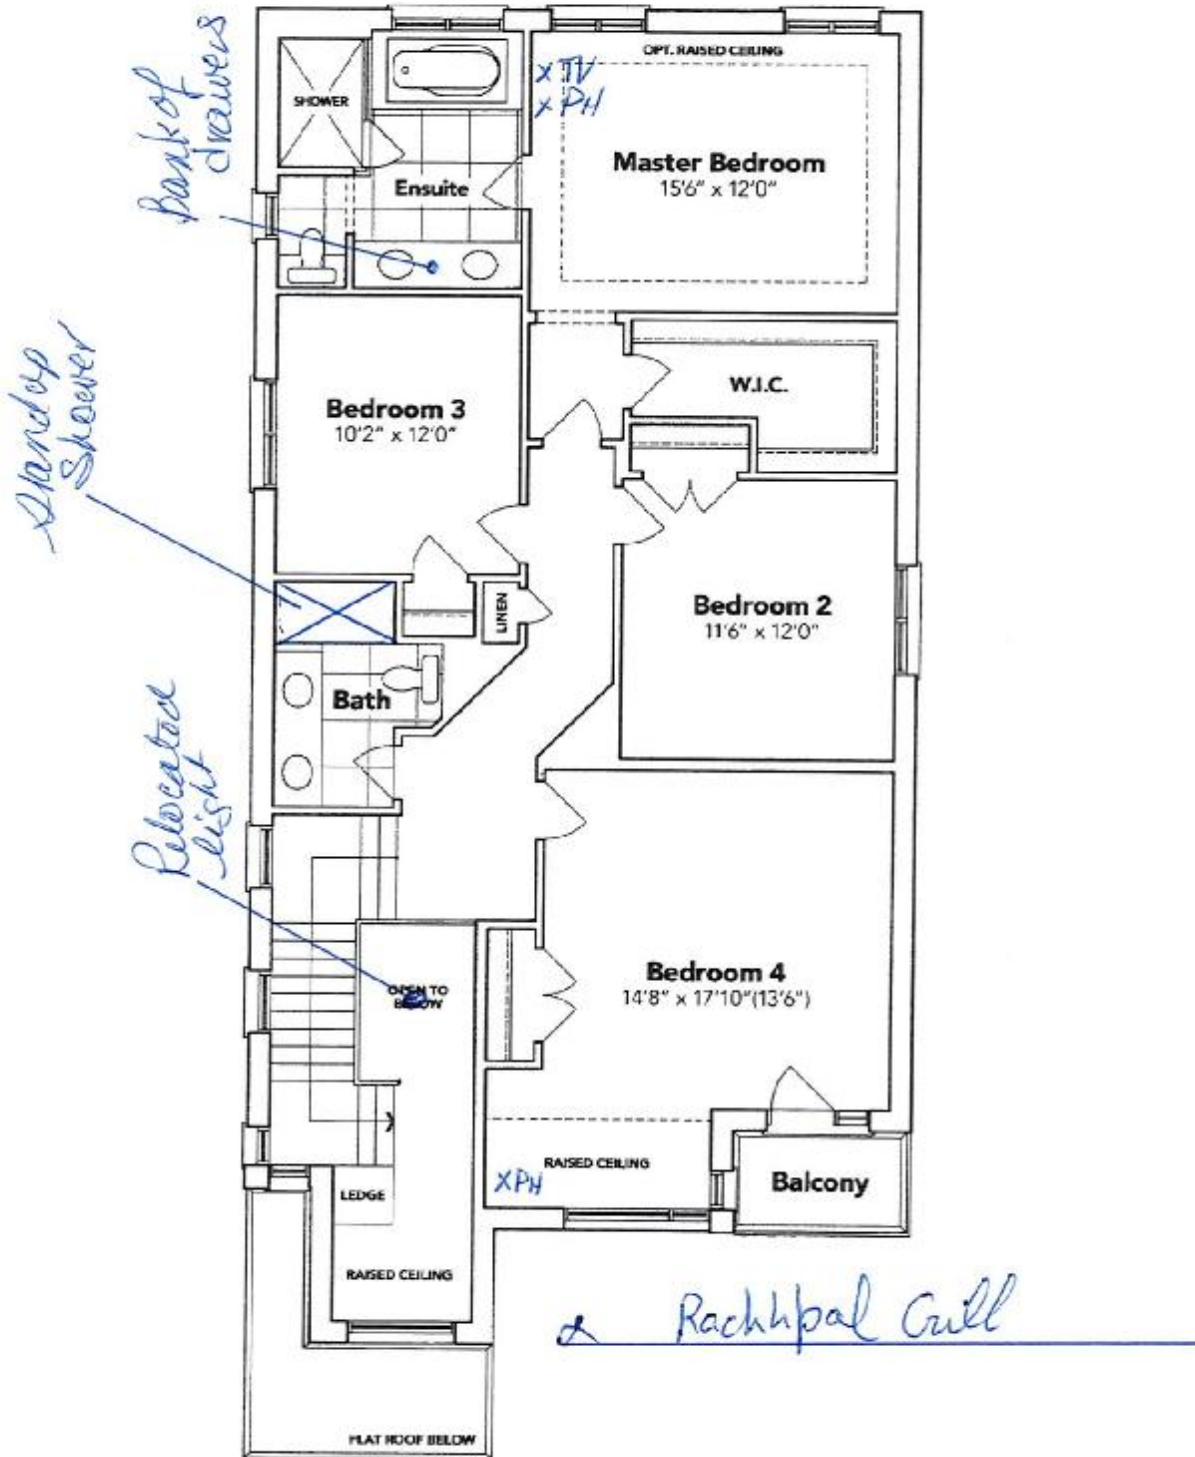 OPT. RAISED CEILING
x TV
x PH
SHOWER
Bank of
drawers
Master Bedroom
15'6" x 12'0"
Ensuite
Standup
Shower
W.I.C.
Bedroom 3
10'2" x 12'0"
LINEN
Bedroom 2
11'6" x 12'0"
Bath
Relocated
light
OPEN TO
BELOW
Bedroom 4
14'8" x 17'10"(13'6")
RAISED CEILING
XPH
Balcony
LEDGE
RAISED CEILING
x
FLAT ROOF BELOW